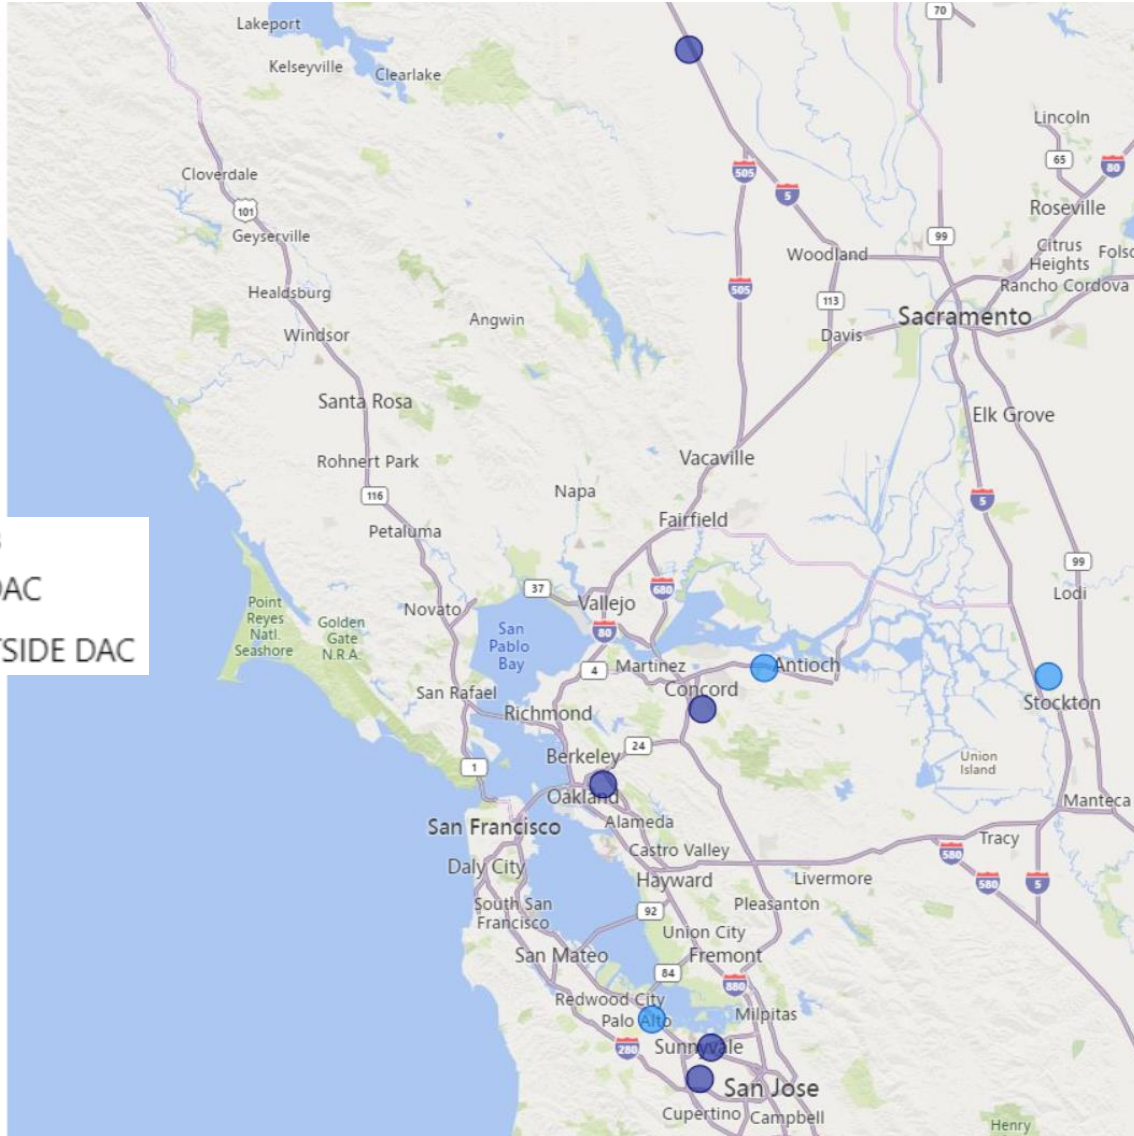 70
Lakeport
Kelseyville
Clearlake
Lincoln
65
80
505
Cloverdale
5
Roseville
101
Geyserville
99
Woodland
Citrus
Heights
Folso
Rancho Cordova
505
Healdsburg
113
Sacramento
Angwin
Windsor
Davis
Santa Rosa
Elk Grove
Rohnert Park
Vacaville
116
Napa
5
Petaluma
Fairfield
99
DAC
37
680
Lodi
Point
Reyes
Natl.
Seashore
Novato
Vallejo
Golden
Gate
N.R.A.
San
Pablo
Bay
80
TSIDE DAC
4
Martinez
Antioch
San Rafael
Concord
Stockton
Richmond
24
Berkeley
Union
Island
1
Oakland
Manteca
San Francisco
Alameda
Tracy
Castro Valley
580
Daly City
Hayward
Livermore
580
5
South San
Francisco
92
Pleasanton
Union City
San Mateo
Fremont
84
880
Redwood City
Palo Alto
Milpitas
280
Sunnyvale
San Jose
Cupertino
Campbell
Henry